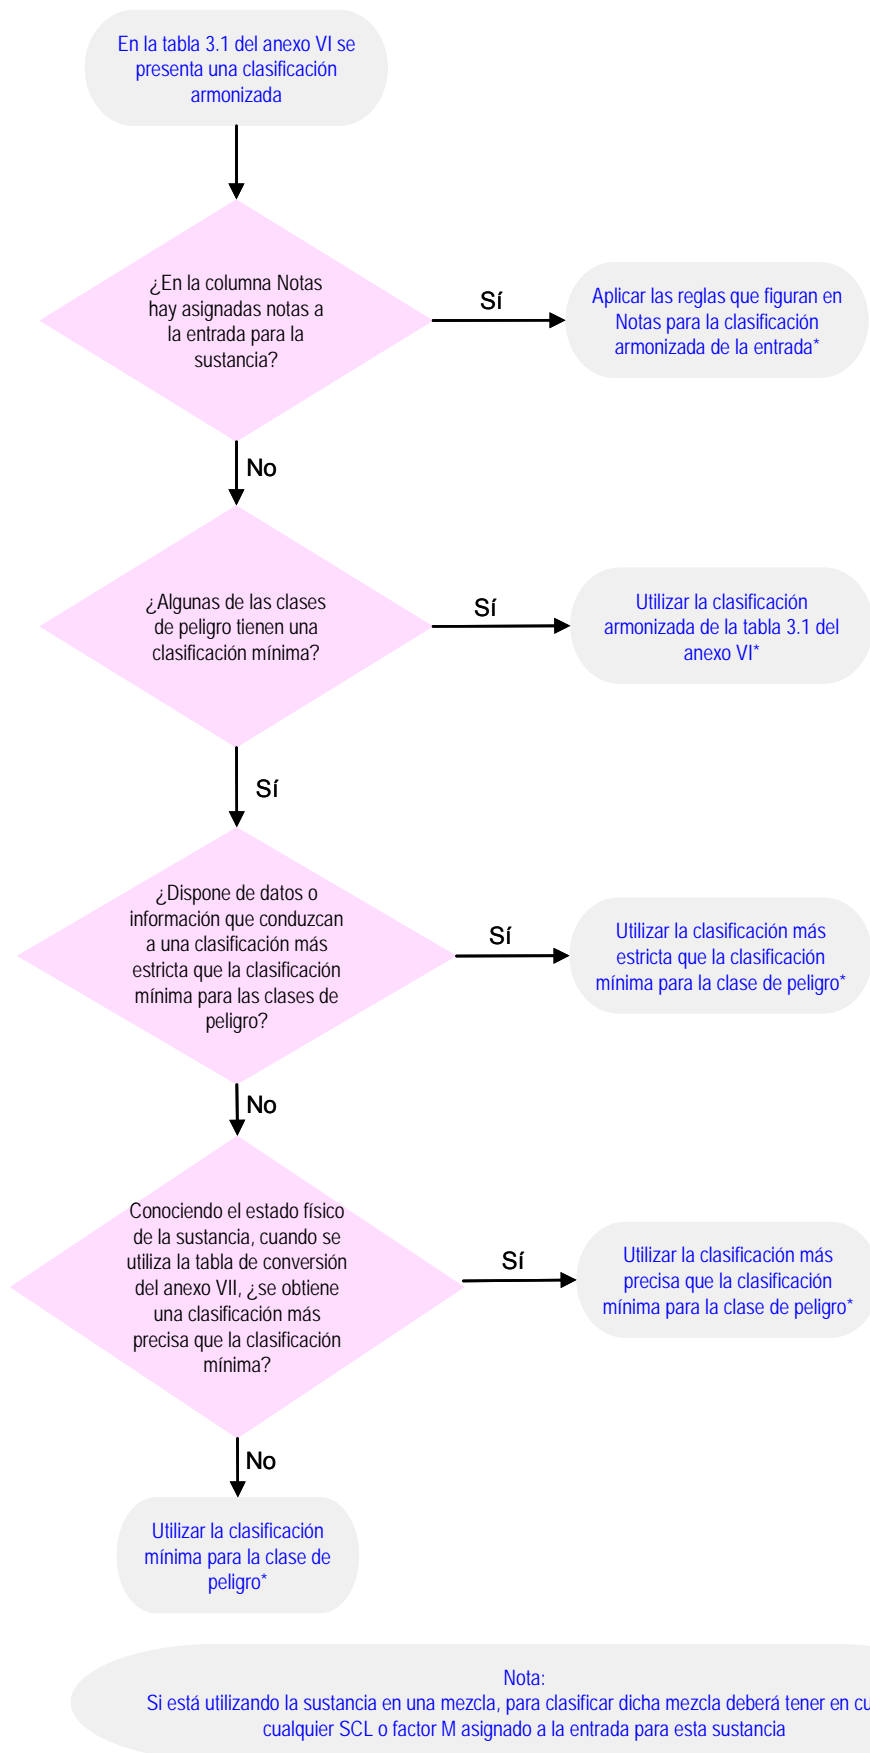 En la tabla 3.1 del anexo VI se
presenta una clasificación
armonizada
¿En la columna Notas
hay asignadas notas a
la entrada para la
sustancia?
Sí
Aplicar las reglas que figuran en
Notas para la clasificación
armonizada de la entrada*
No
¿Algunas de las clases
de peligro tienen una
clasificación mínima?
Sí
Utilizar la clasificación
armonizada de la tabla 3.1 del
anexo VI*
Sí
¿Dispone de datos o
información que conduzcan
a una clasificación más
estricta que la clasificación
mínima para las clases de
peligro?
Sí
Utilizar la clasificación más
estricta que la clasificación
mínima para la clase de peligro*
No
Conociendo el estado físico
de la sustancia, cuando se
utiliza la tabla de conversión
del anexo VII, ¿se obtiene
una clasificación más
precisa que la clasificación
mínima?
Sí
Utilizar la clasificación más
precisa que la clasificación
mínima para la clase de peligro*
No
Utilizar la clasificación
mínima para la clase de
peligro*
Nota:
Si está utilizando la sustancia en una mezcla, para clasificar dicha mezcla deberá tener en
cualquier SCL o factor M asignado a la entrada para esta sustancia